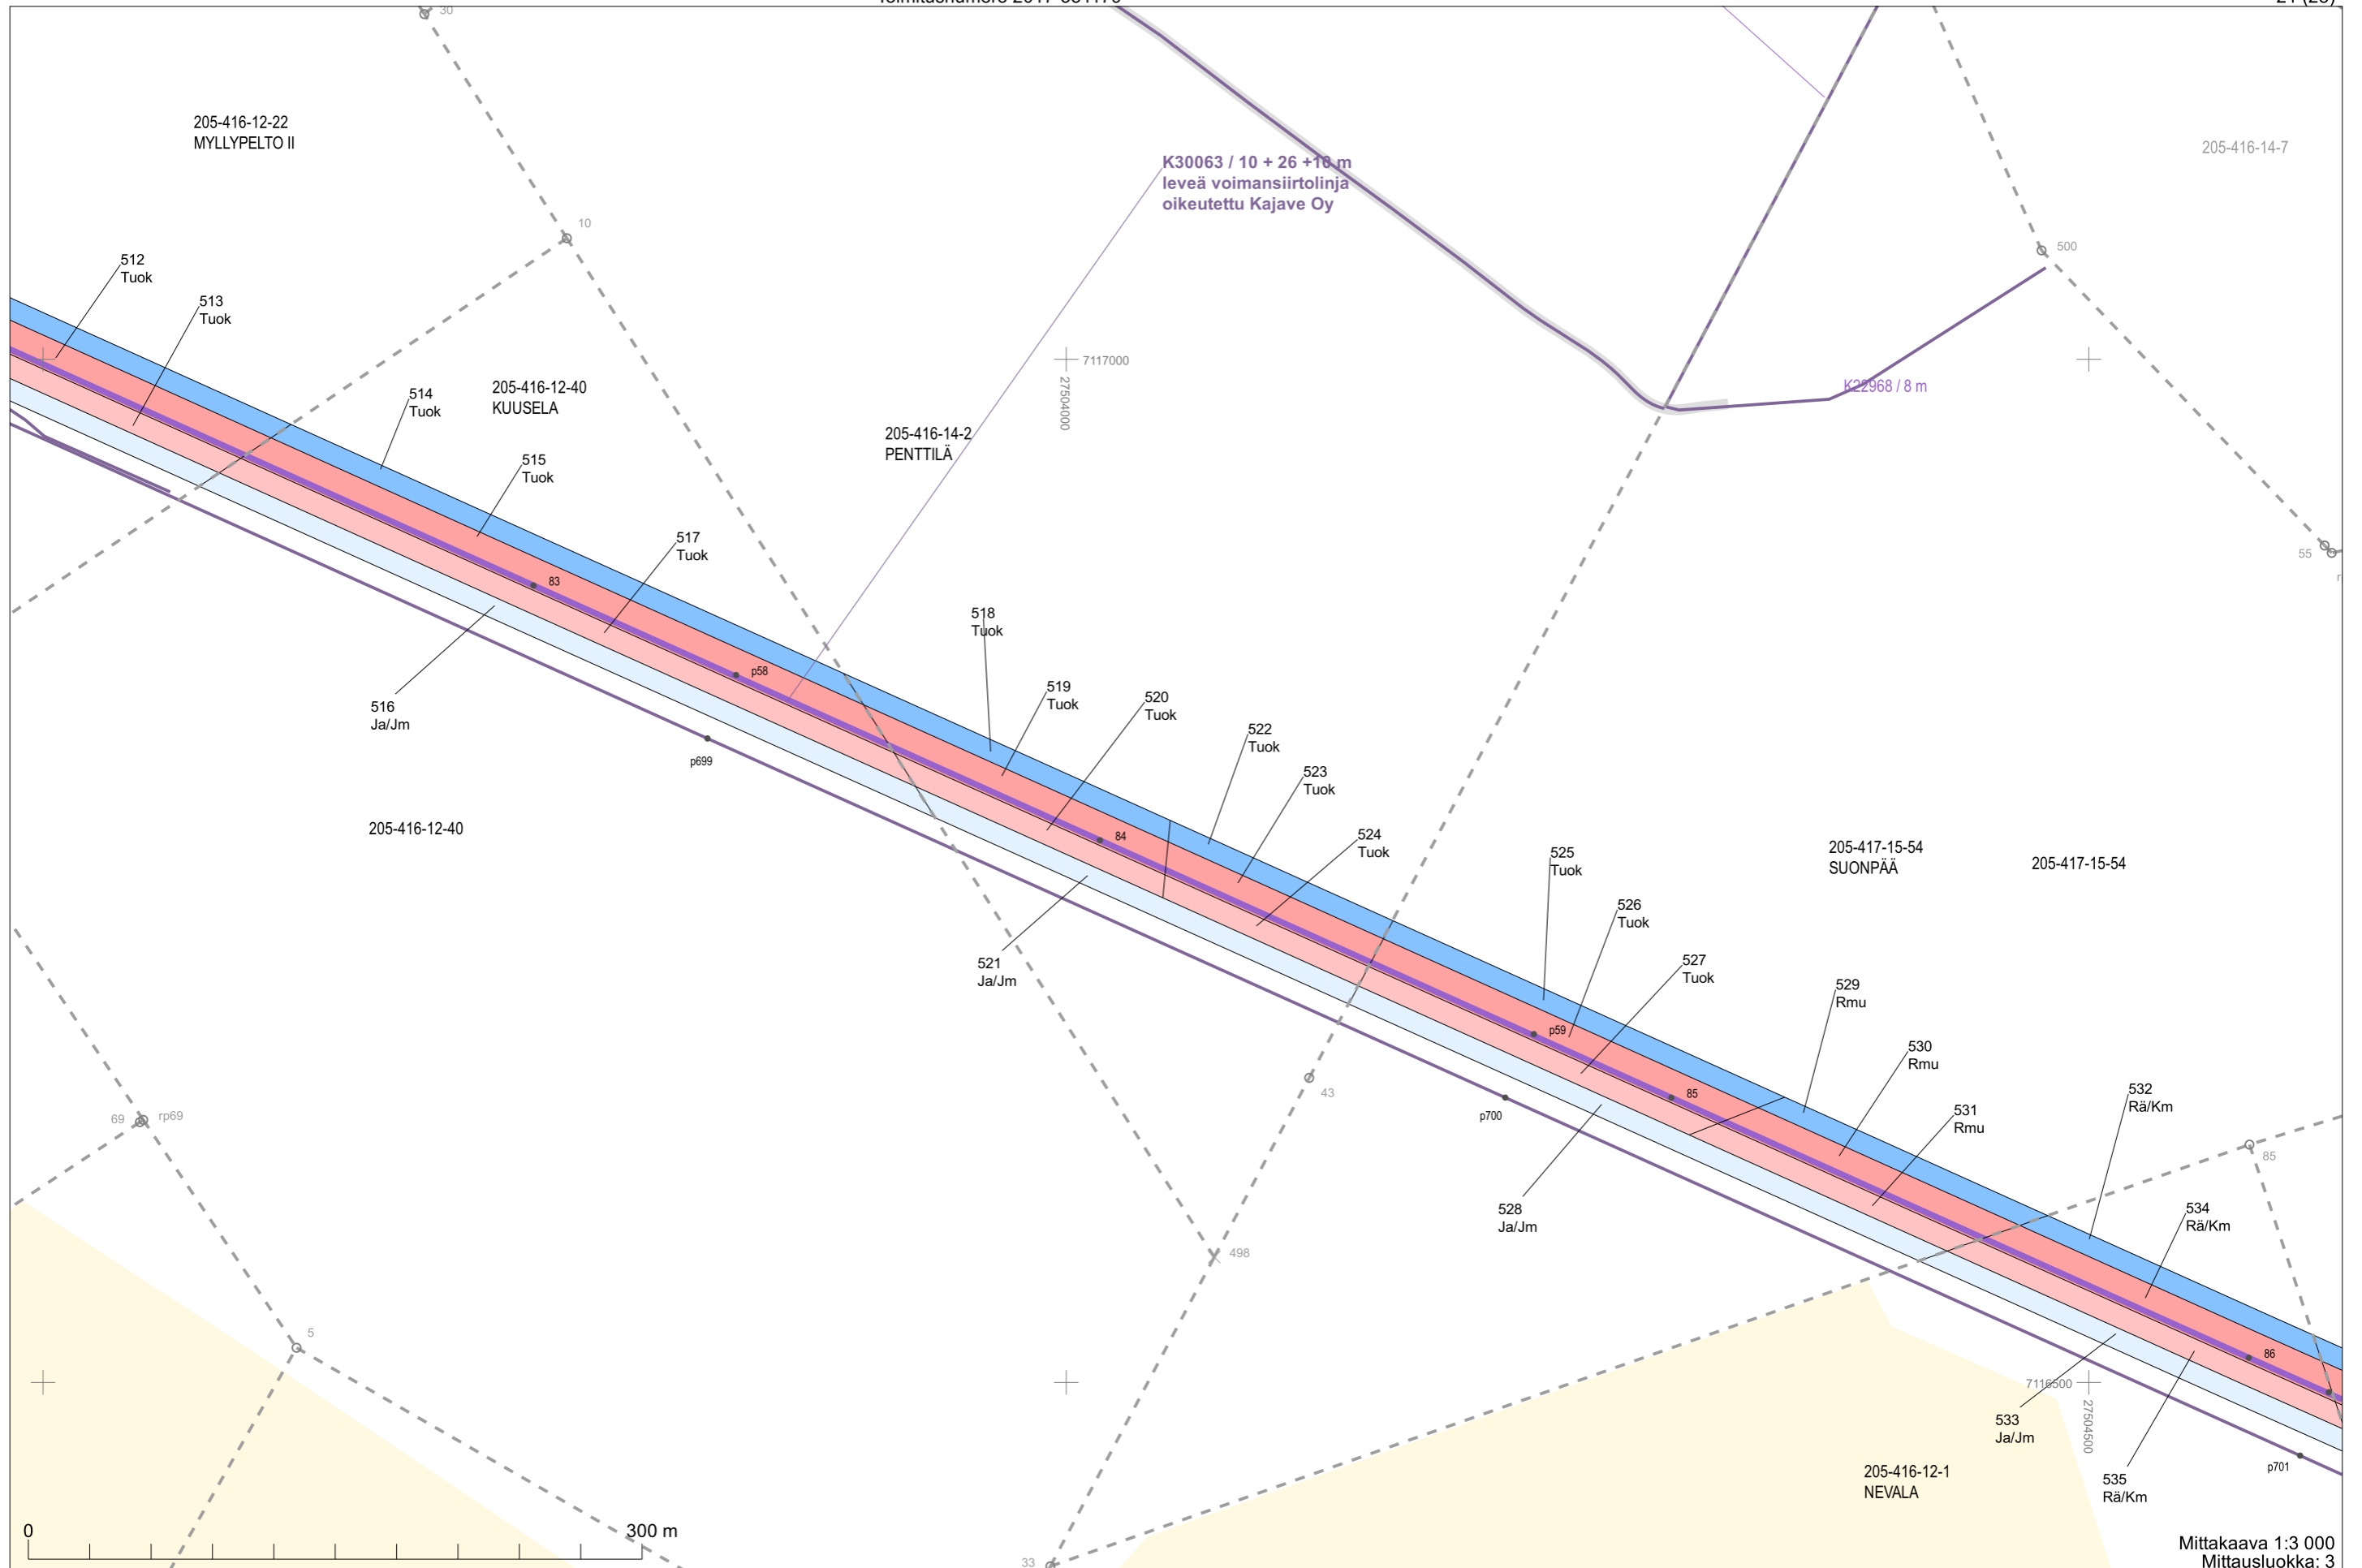 30
205-416-12-22
MYLLYPELTO II
K30063 / 10 + 26 +10 m
leveä voimansiirtolinja
oikeutettu Kajave Oy
205-416-14-7
10
500
512
Tuok
513
Tuok
7117000
27504000
K22968 / 8 m
514
Tuok
205-416-12-40
KUUSELA
205-416-14-2
PENTTILÄ
515
Tuok
517
Tuok
55
83
518
Tuok
p58
519
Tuok
520
Tuok
516
Ja/Jm
522
Tuok
p699
523
Tuok
205-416-12-40
84
524
Tuok
525
Tuok
205-417-15-54
SUONPÄÄ
205-417-15-54
526
Tuok
521
Ja/Jm
527
Tuok
529
Rmu
p59
530
Rmu
43
85
p700
532
Rä/Km
531
Rmu
69
rp69
85
528
Ja/Jm
534
Rä/Km
498
5
86
7116500
27504500
533
Ja/Jm
p701
205-416-12-1
NEVALA
535
Rä/Km
0
300 m
33
Mittakaava 1:3 000
Mittausluokka: 3